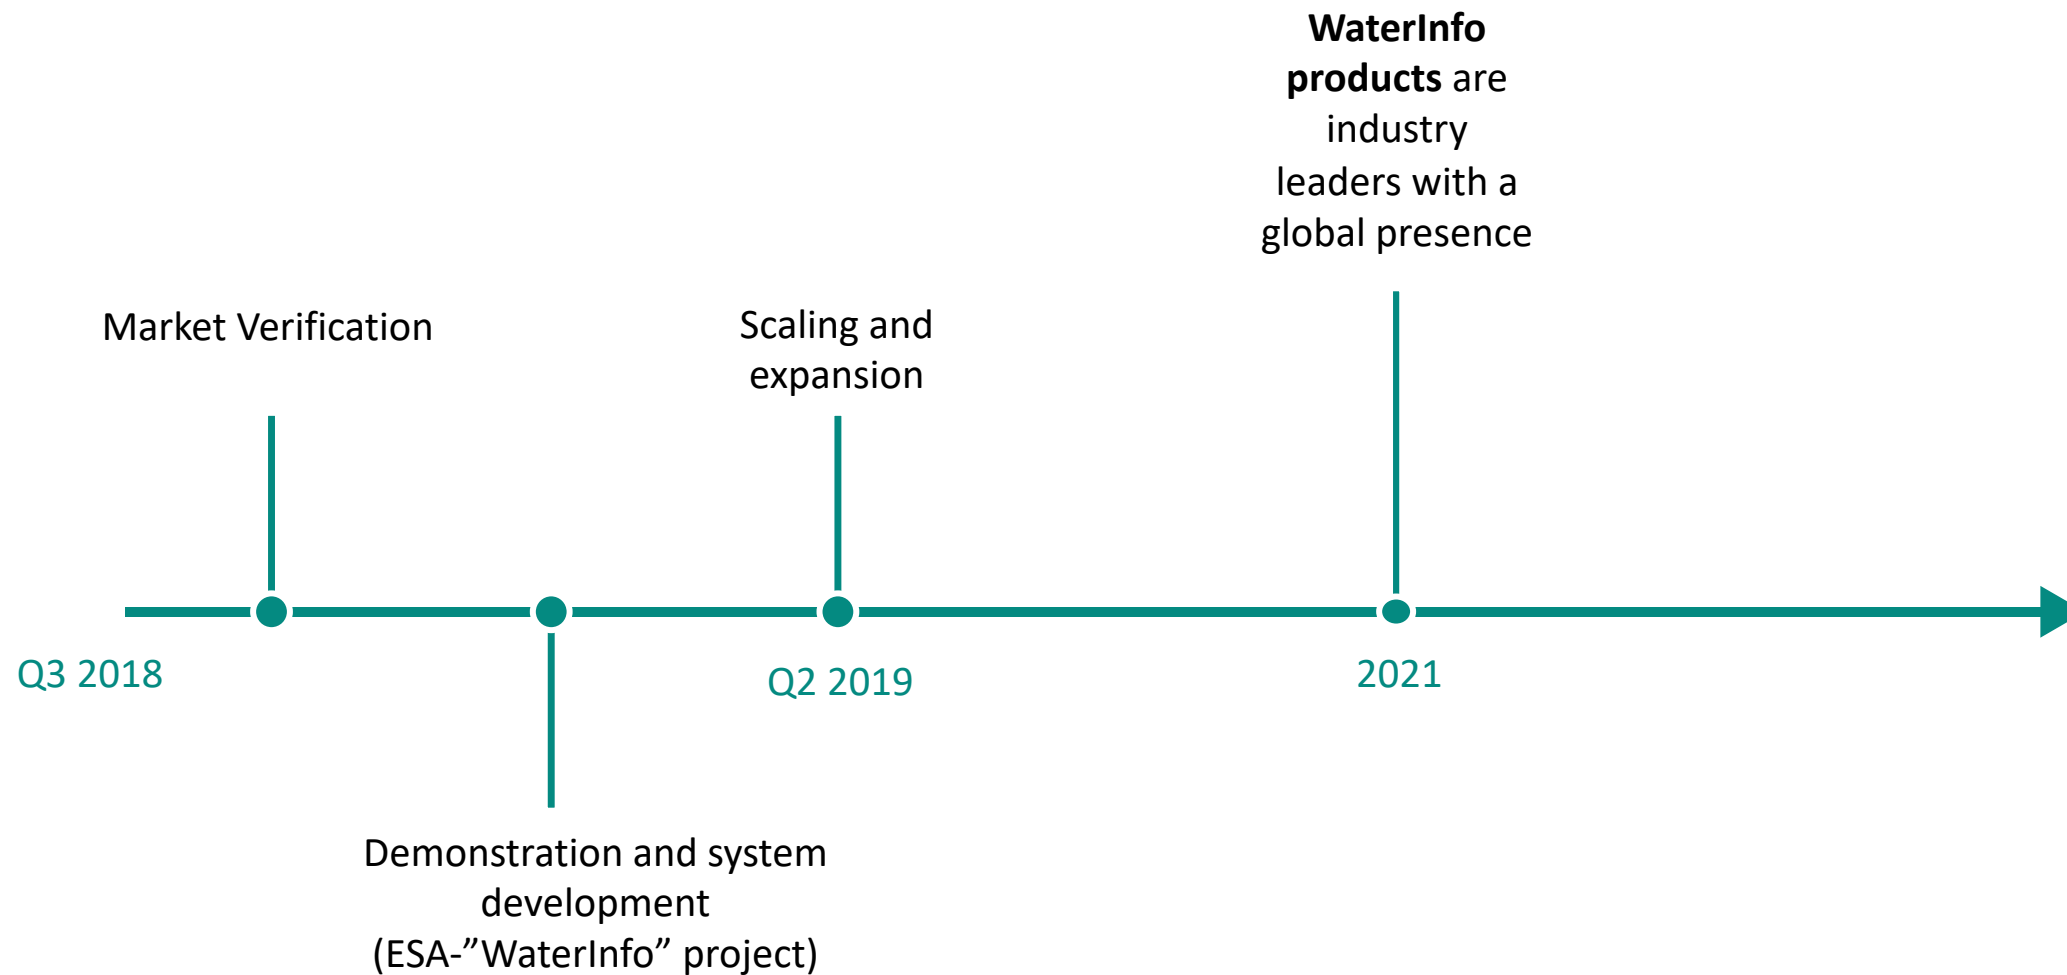 WaterInfo
products are
industry
leaders with a
global presence
Market Verification
Scaling and
expansion
Q3 2018
Q2 2019
2021
Demonstration and system
development
(ESA-”WaterInfo” project)